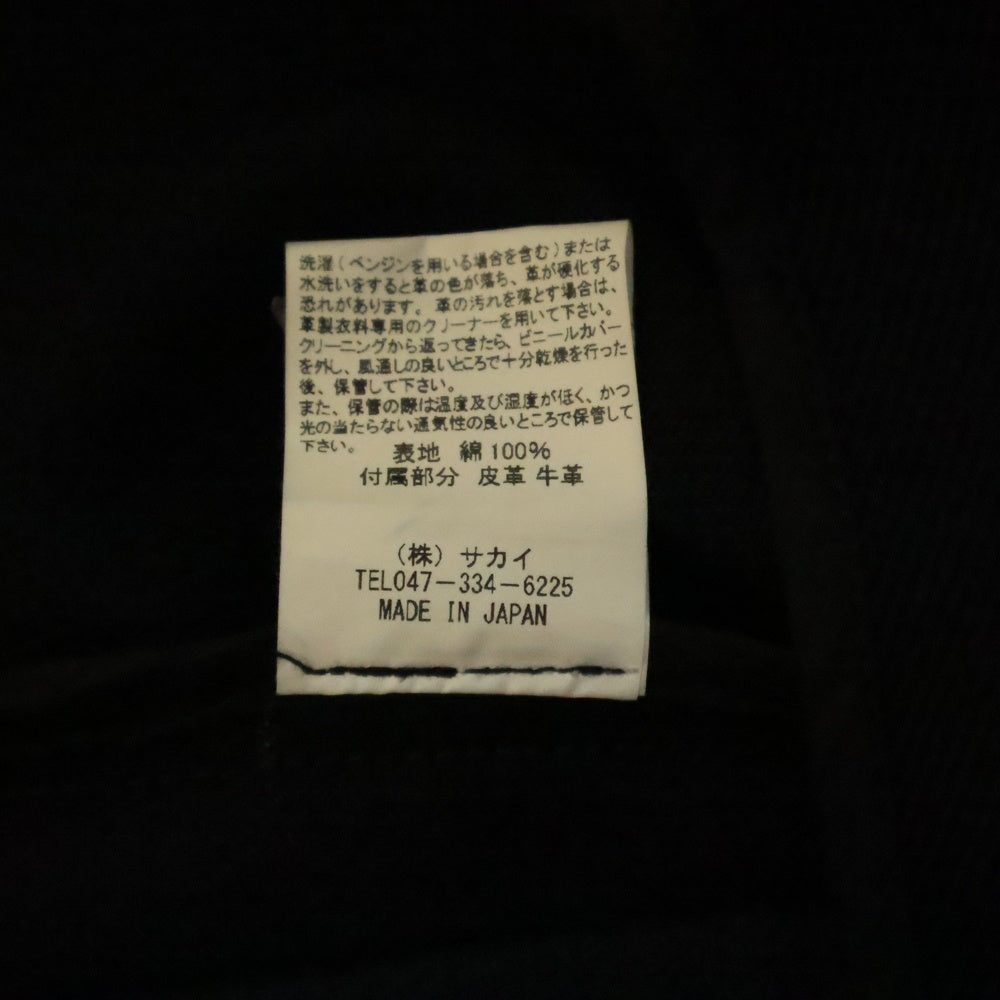 洗濯(ベンジンを用いる場合を含む)または
水洗いをすると革の色が落ち、革が硬化する
恐れがあります。革の汚れを落とす場合は、
革製衣料専用のクリーナーを用いて下さい。
クリーニングから返ってきたら、ビニールカバー
を外し、風通しの良いところで十分乾燥を行った
後、保管して下さい。
また、保管の際は温度及び湿度が低く、かつ
光の当たらない通気性の良いところで保管して
下さい。
表地 綿100%
付属部分 皮革 牛革
(株)サカイ
TEL047-334-6225
MADE IN JAPAN